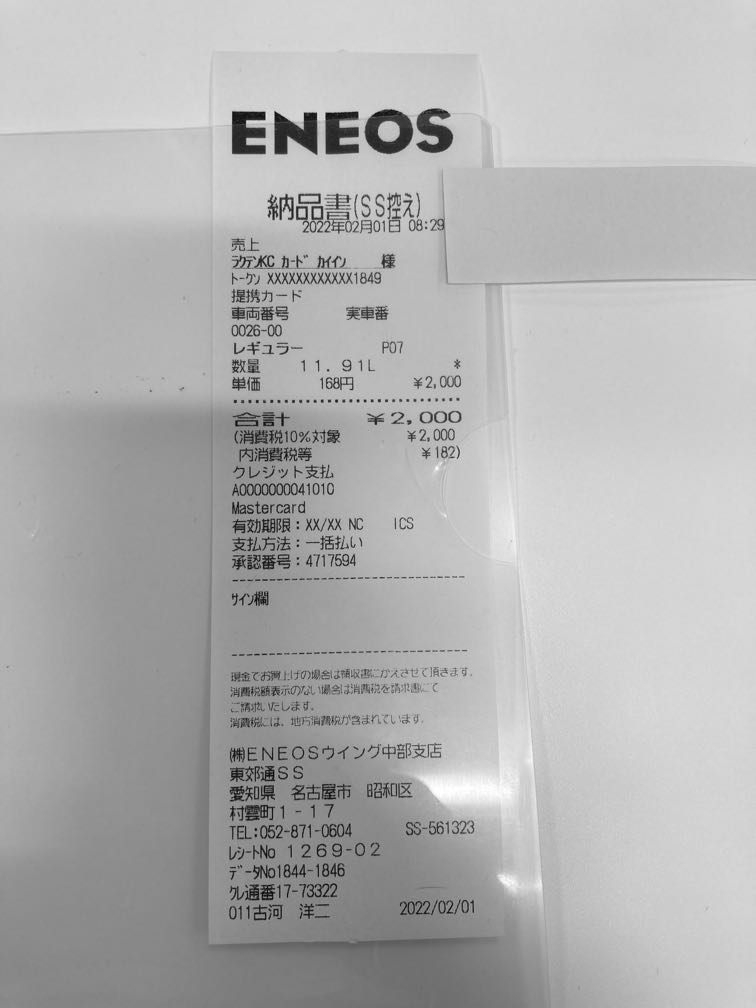 ENEOS
納品書(SS控え)
2022年02月01日 08:29
売上
ラクテンKC カード カイイン 様
トークン XXXXXXXXXXXX1849
提携カード
車両番号 実車番
0026-00
レギュラー P07
数量 11.91L *
単価 168円 ¥2,000
合計 ¥2,000
(消費税10%対象 ¥2,000
内消費税等 ¥182)
クレジット支払
A0000000041010
Mastercard
有効期限:XX/XX NC ICS
支払方法:一括払い
承認番号:4717594
サイン欄
現金でお買上げの場合は領収書にかえさせて頂きます。
消費税額表示のない場合は消費税を請求書にて
ご請求いたします。
消費税には、地方消費税が含まれています。
㈱ENEOSウイング中部支店
東郊通SS
愛知県 名古屋市 昭和区
村雲町1-17
TEL:052-871-0604 SS-561323
レシートNo 1269-02
データNo1844-1846
クレ通番17-73322
011古河 洋二 2022/02/01